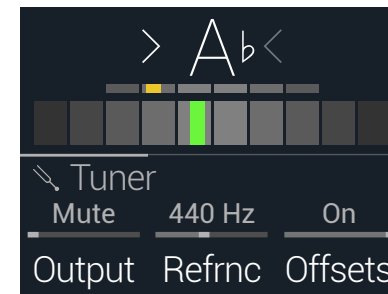 > A♭ <
Tuner
Mute 440 Hz On
Output Refrnc Offsets